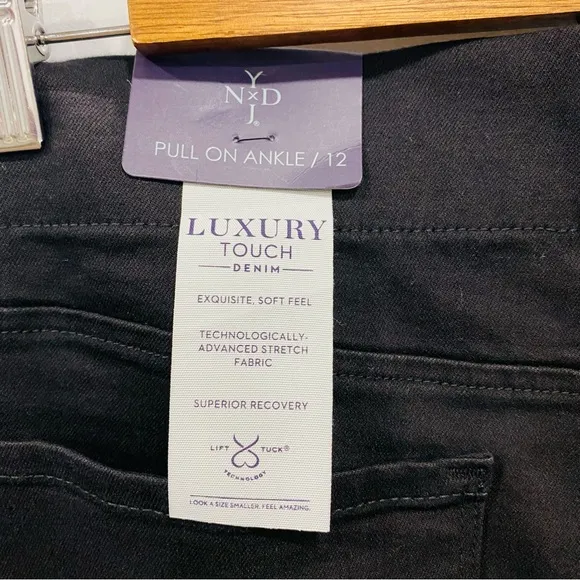 Y
N×D
J®
PULL ON ANKLE / 12
LUXURY
TOUCH
DENIM
EXQUISITE, SOFT FEEL
TECHNOLOGICALLY-
ADVANCED STRETCH
FABRIC
SUPERIOR RECOVERY
LIFT TUCK®
TECHNOLOGY
LOOK A SIZE SMALLER. FEEL AMAZING.